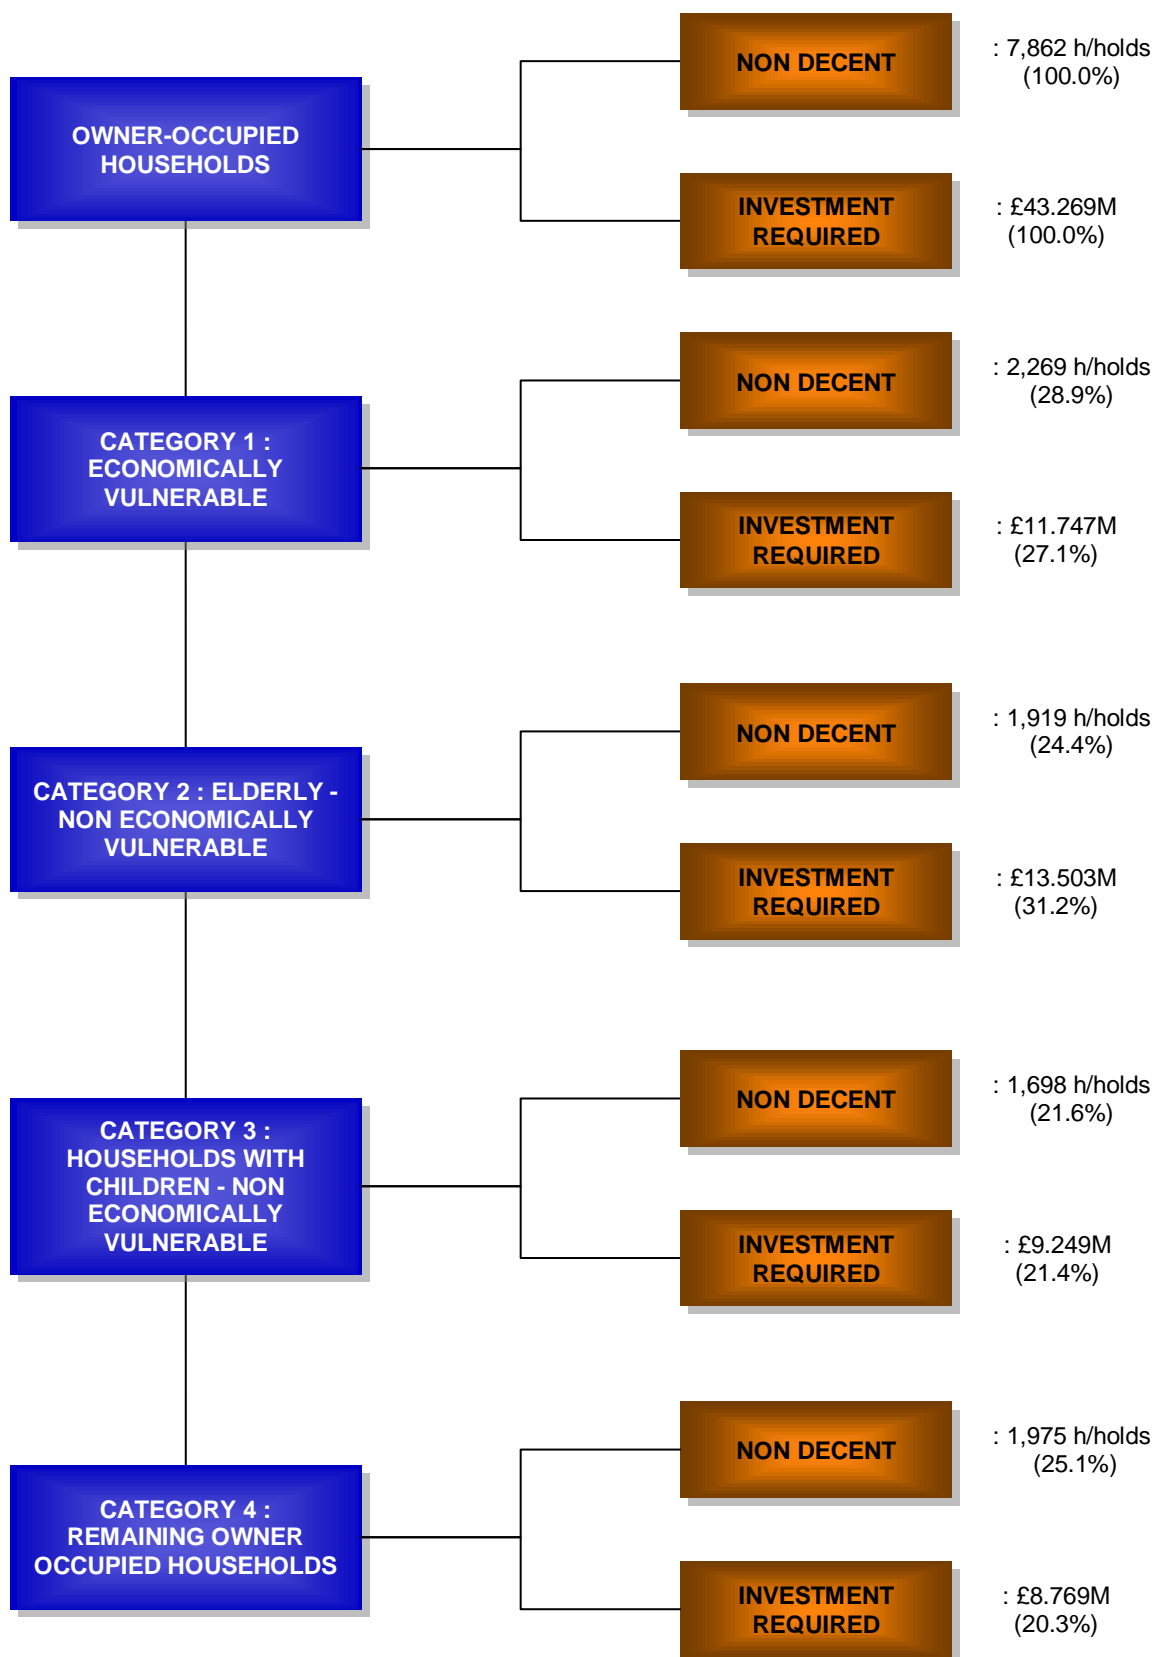 OWNER-OCCUPIED
HOUSEHOLDS
NON DECENT
: 7,862 h/holds
(100.0%)
INVESTMENT
REQUIRED
: £43.269M
(100.0%)
CATEGORY 1 :
ECONOMICALLY
VULNERABLE
NON DECENT
: 2,269 h/holds
(28.9%)
INVESTMENT
REQUIRED
: £11.747M
(27.1%)
CATEGORY 2 : ELDERLY -
NON ECONOMICALLY
VULNERABLE
NON DECENT
: 1,919 h/holds
(24.4%)
INVESTMENT
REQUIRED
: £13.503M
(31.2%)
CATEGORY 3 :
HOUSEHOLDS WITH
CHILDREN - NON
ECONOMICALLY
VULNERABLE
NON DECENT
: 1,698 h/holds
(21.6%)
INVESTMENT
REQUIRED
: £9.249M
(21.4%)
CATEGORY 4 :
REMAINING OWNER
OCCUPIED HOUSEHOLDS
NON DECENT
: 1,975 h/holds
(25.1%)
INVESTMENT
REQUIRED
: £8.769M
(20.3%)